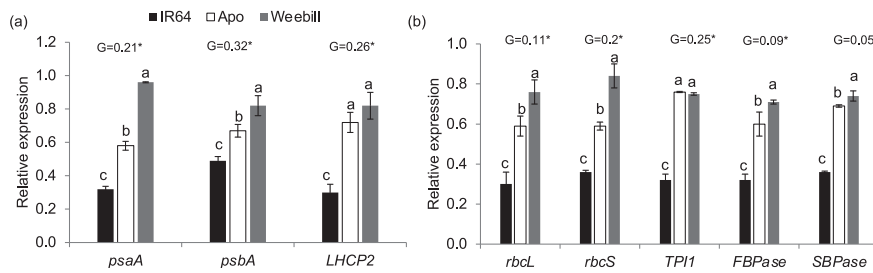 (a)
IR64 Apo Weebill
G=0.21* G=0.32* G=0.26*
Relative expression
1.2
1.0
0.8
0.6
0.4
0.2
0.0
c b a c b a c a a
psaA psbA LHCP2
(b)
G=0.11* G=0.2* G=0.25* G=0.09* G=0.05
Relative expression
1.0
0.8
0.6
0.4
0.2
0.0
c b a c b a c a a c b a c b a
rbcL rbcS TPI1 FBPase SBPase